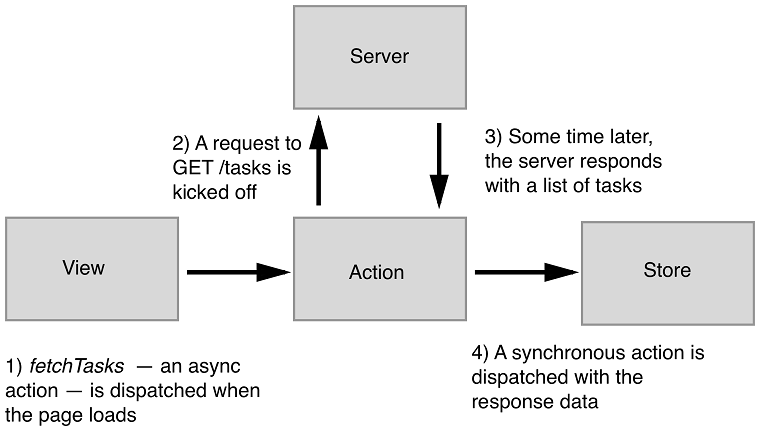 Server
2) A request to
GET /tasks is
kicked off
3) Some time later,
the server responds
with a list of tasks
View
Action
Store
1) fetchTasks — an async
action — is dispatched when
the page loads
4) A synchronous action is
dispatched with the
response data